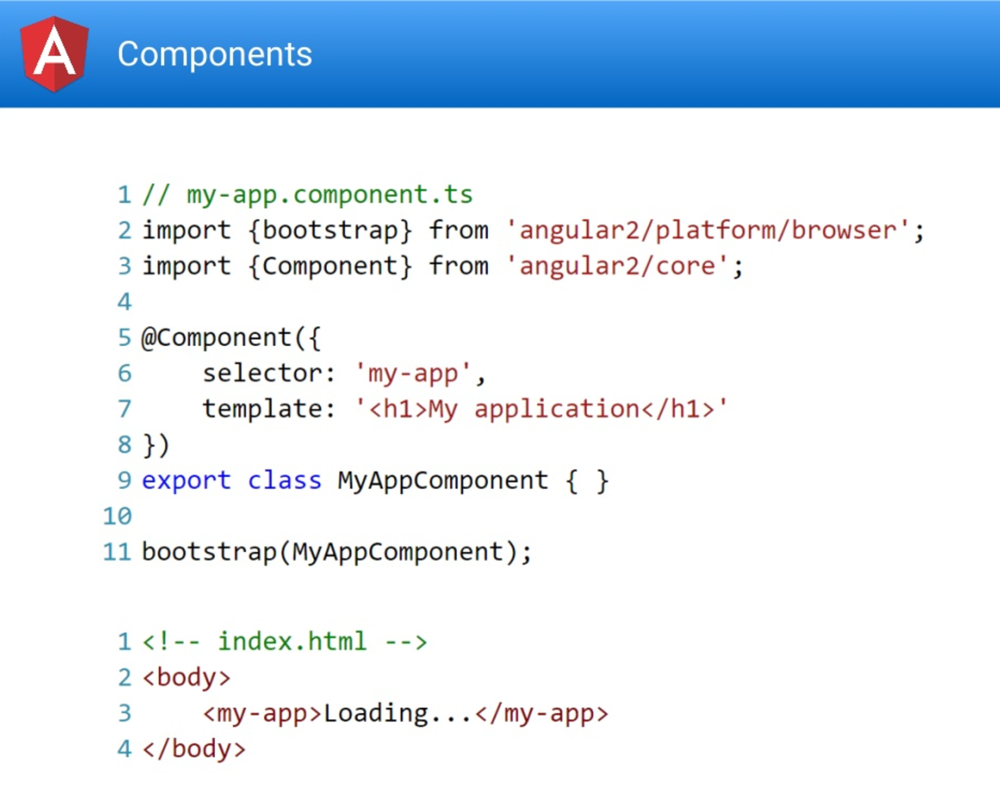 A
Components
1 // my-app.component.ts
2 import {bootstrap} from 'angular2/platform/browser';
3 import {Component} from 'angular2/core';
4
5 @Component({
6     selector: 'my-app',
7     template: '<h1>My application</h1>'
8 })
9 export class MyAppComponent { }
10
11 bootstrap(MyAppComponent);
1 <!-- index.html -->
2 <body>
3     <my-app>Loading...</my-app>
4 </body>